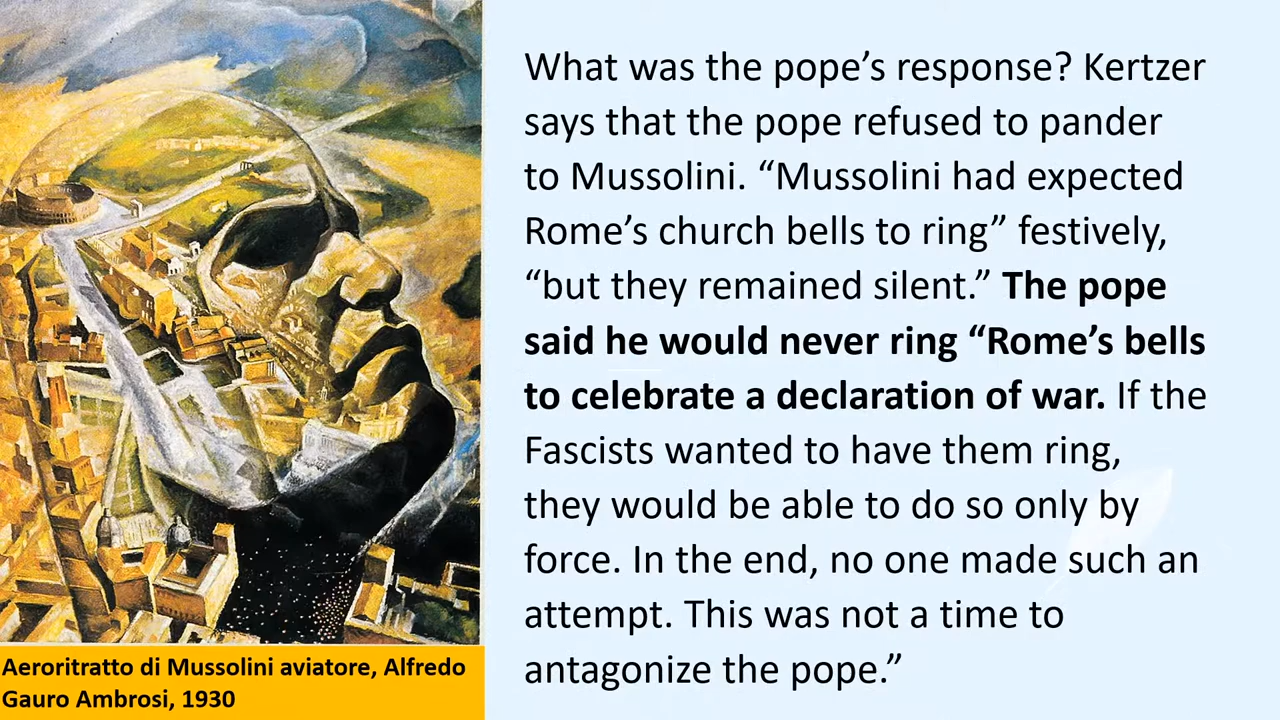 What was the pope’s response? Kertzer
says that the pope refused to pander
to Mussolini. “Mussolini had expected
Rome’s church bells to ring” festively,
“but they remained silent.” The pope
said he would never ring “Rome’s bells
to celebrate a declaration of war. If the
Fascists wanted to have them ring,
they would be able to do so only by
force. In the end, no one made such an
attempt. This was not a time to
antagonize the pope.”
Aeroritratto di Mussolini aviatore, Alfredo
Gauro Ambrosi, 1930